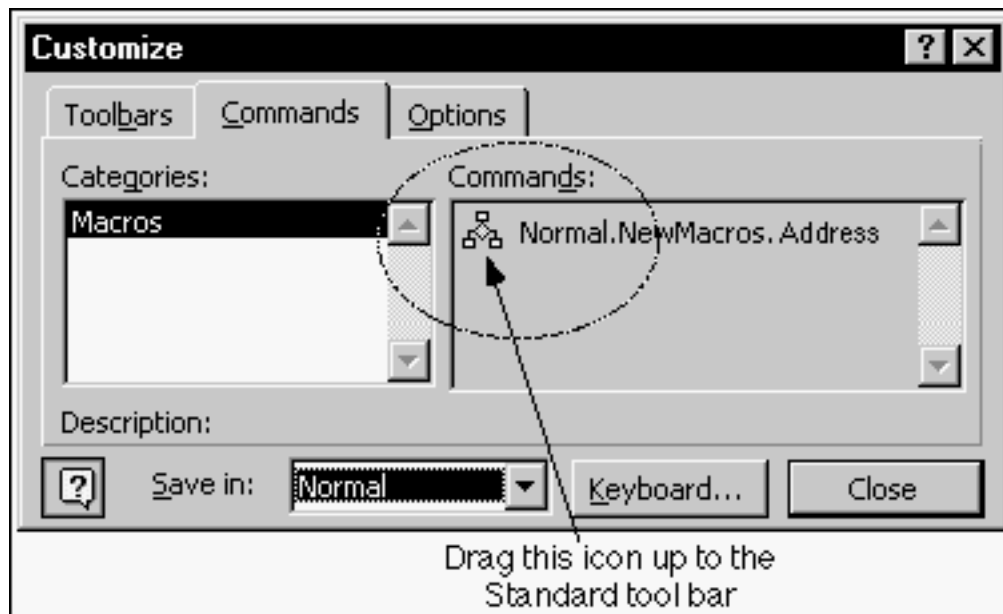 Customize
Toolbars Commands Options
Categories: Commands:
Macros Normal.NewMacros. Address
Description:
Save in: Normal Keyboard... Close
Drag this icon up to the
Standard tool bar